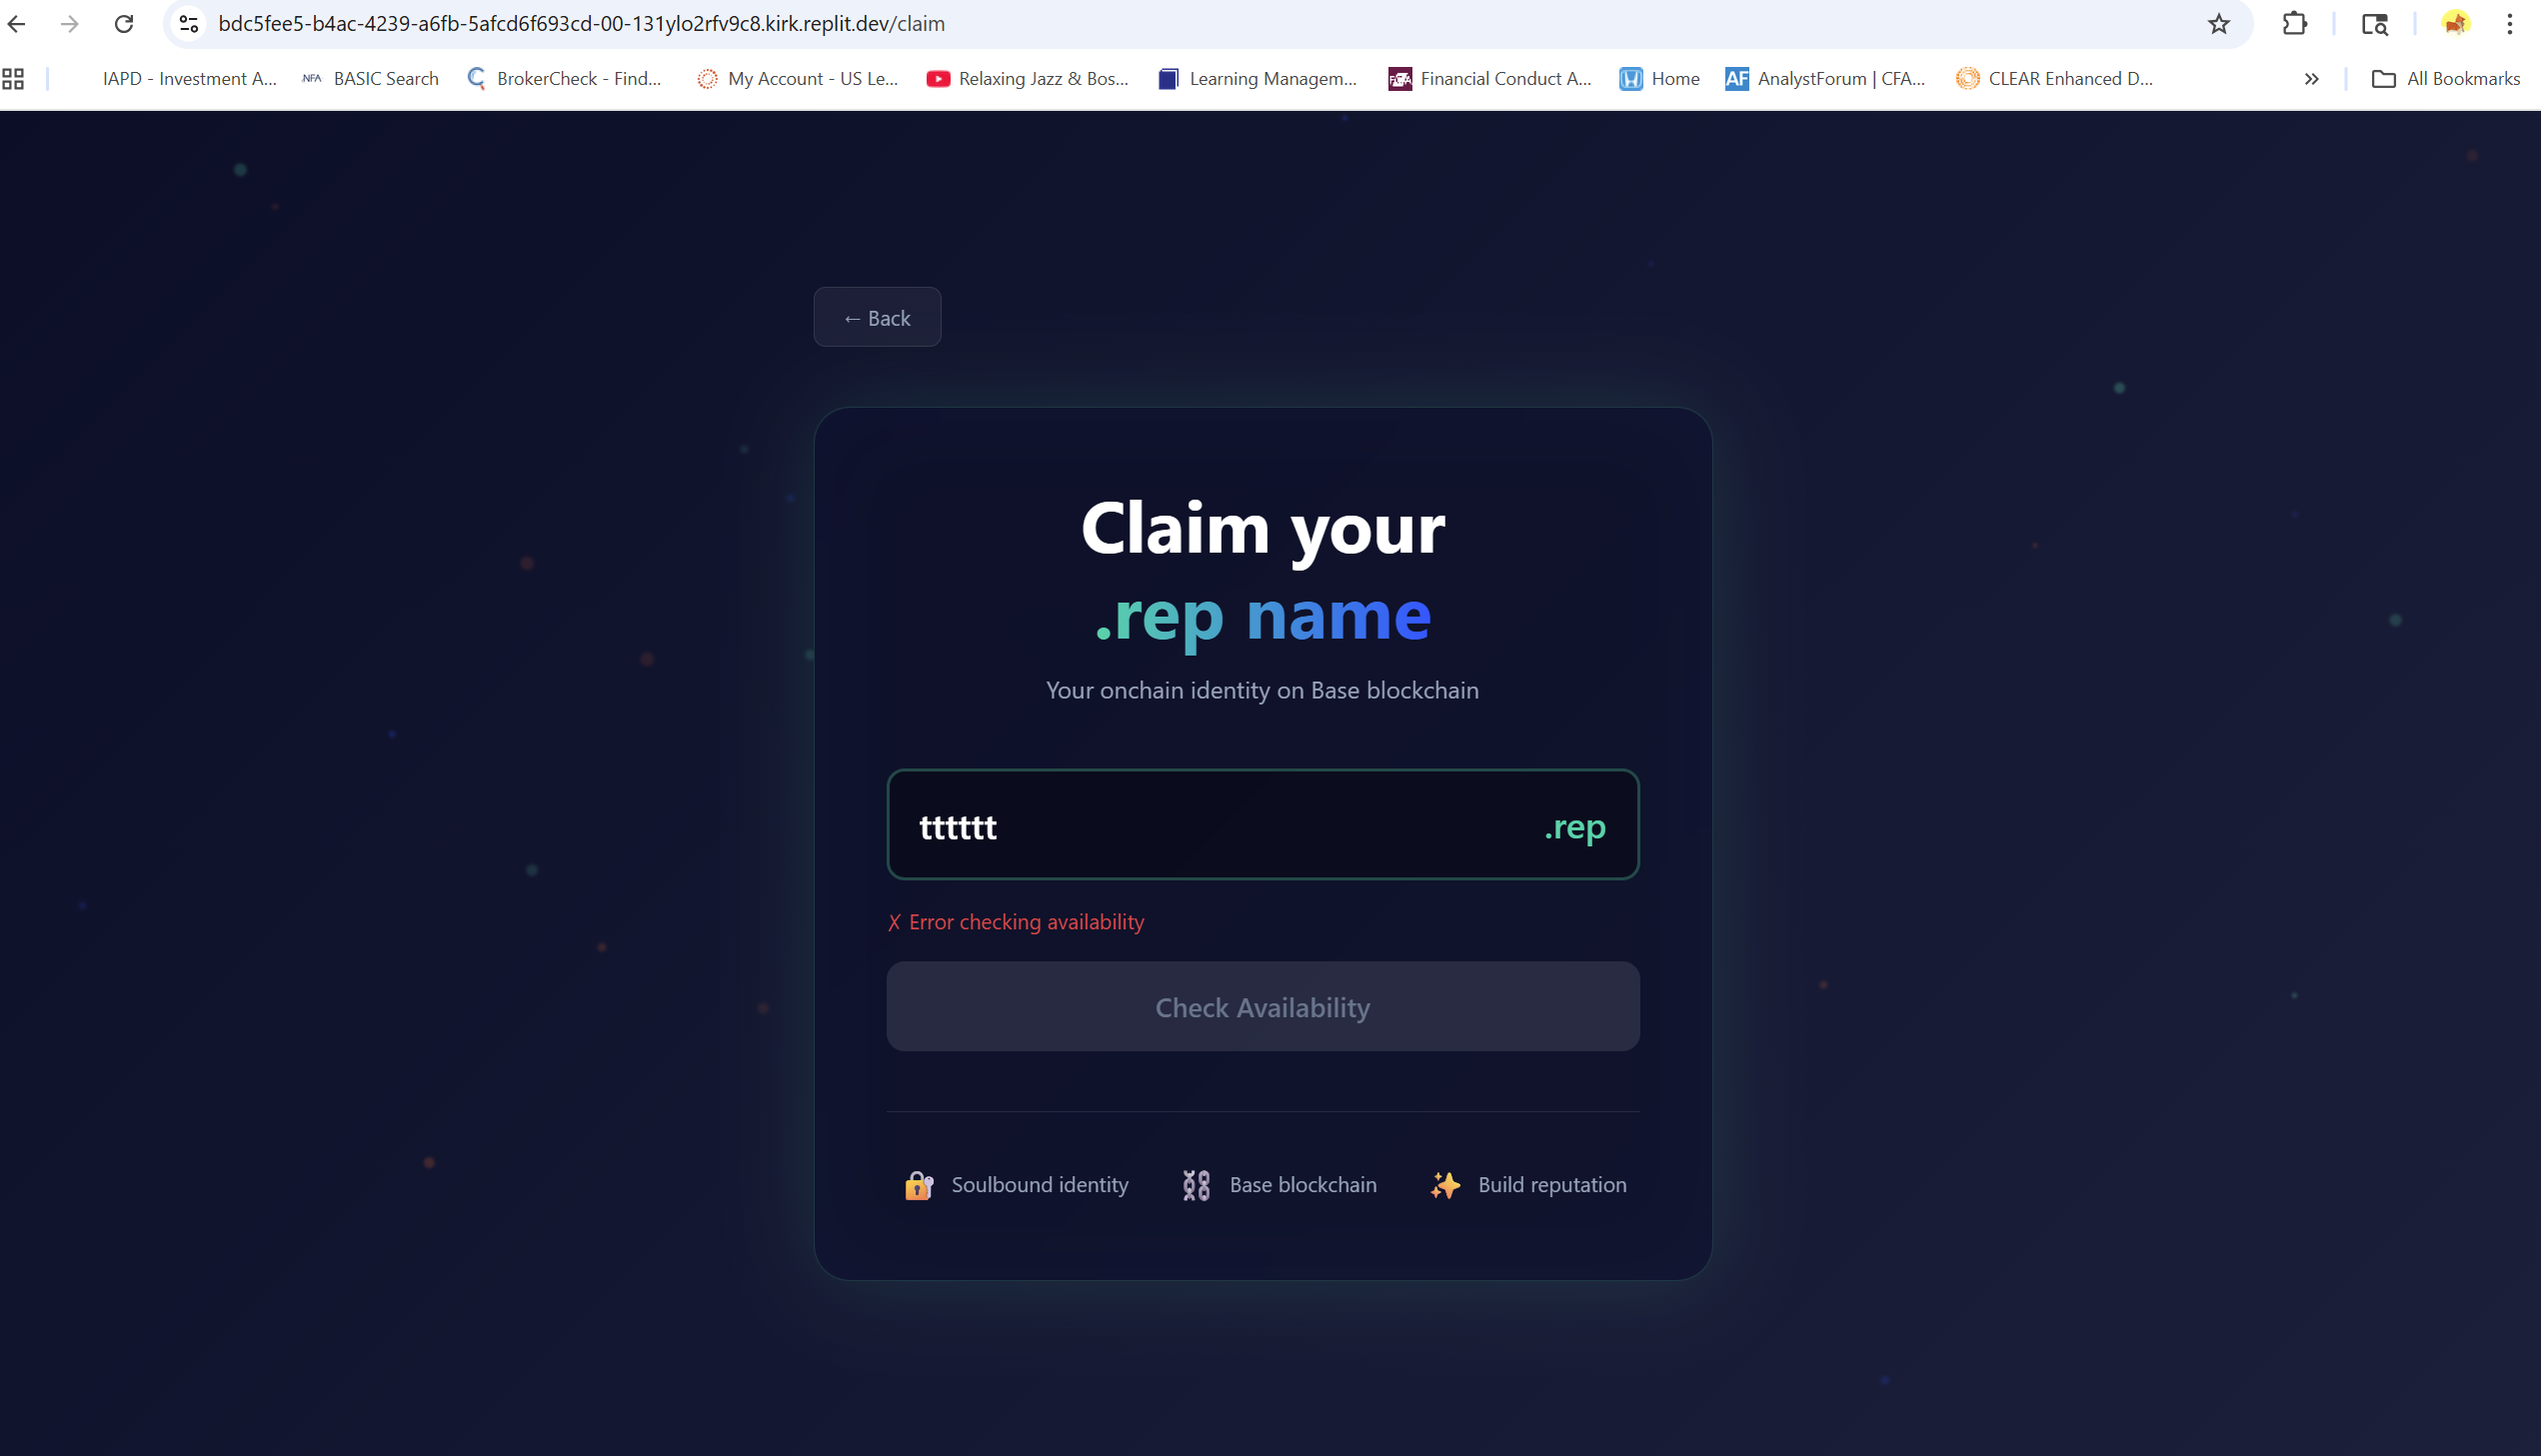 bdc5fee5-b4ac-4239-a6fb-5afcd6f693cd-00-131ylo2rfv9c8.kirk.replit.dev/claim
IAPD - Investment A... NFA BASIC Search BrokerCheck - Find... My Account - US Le... Relaxing Jazz & Bos... Learning Managem... Financial Conduct A... Home AF AnalystForum | CFA... CLEAR Enhanced D... » All Bookmarks
← Back
Claim your
.rep name
Your onchain identity on Base blockchain
tttttt .rep
✗ Error checking availability
Check Availability
Soulbound identity Base blockchain Build reputation